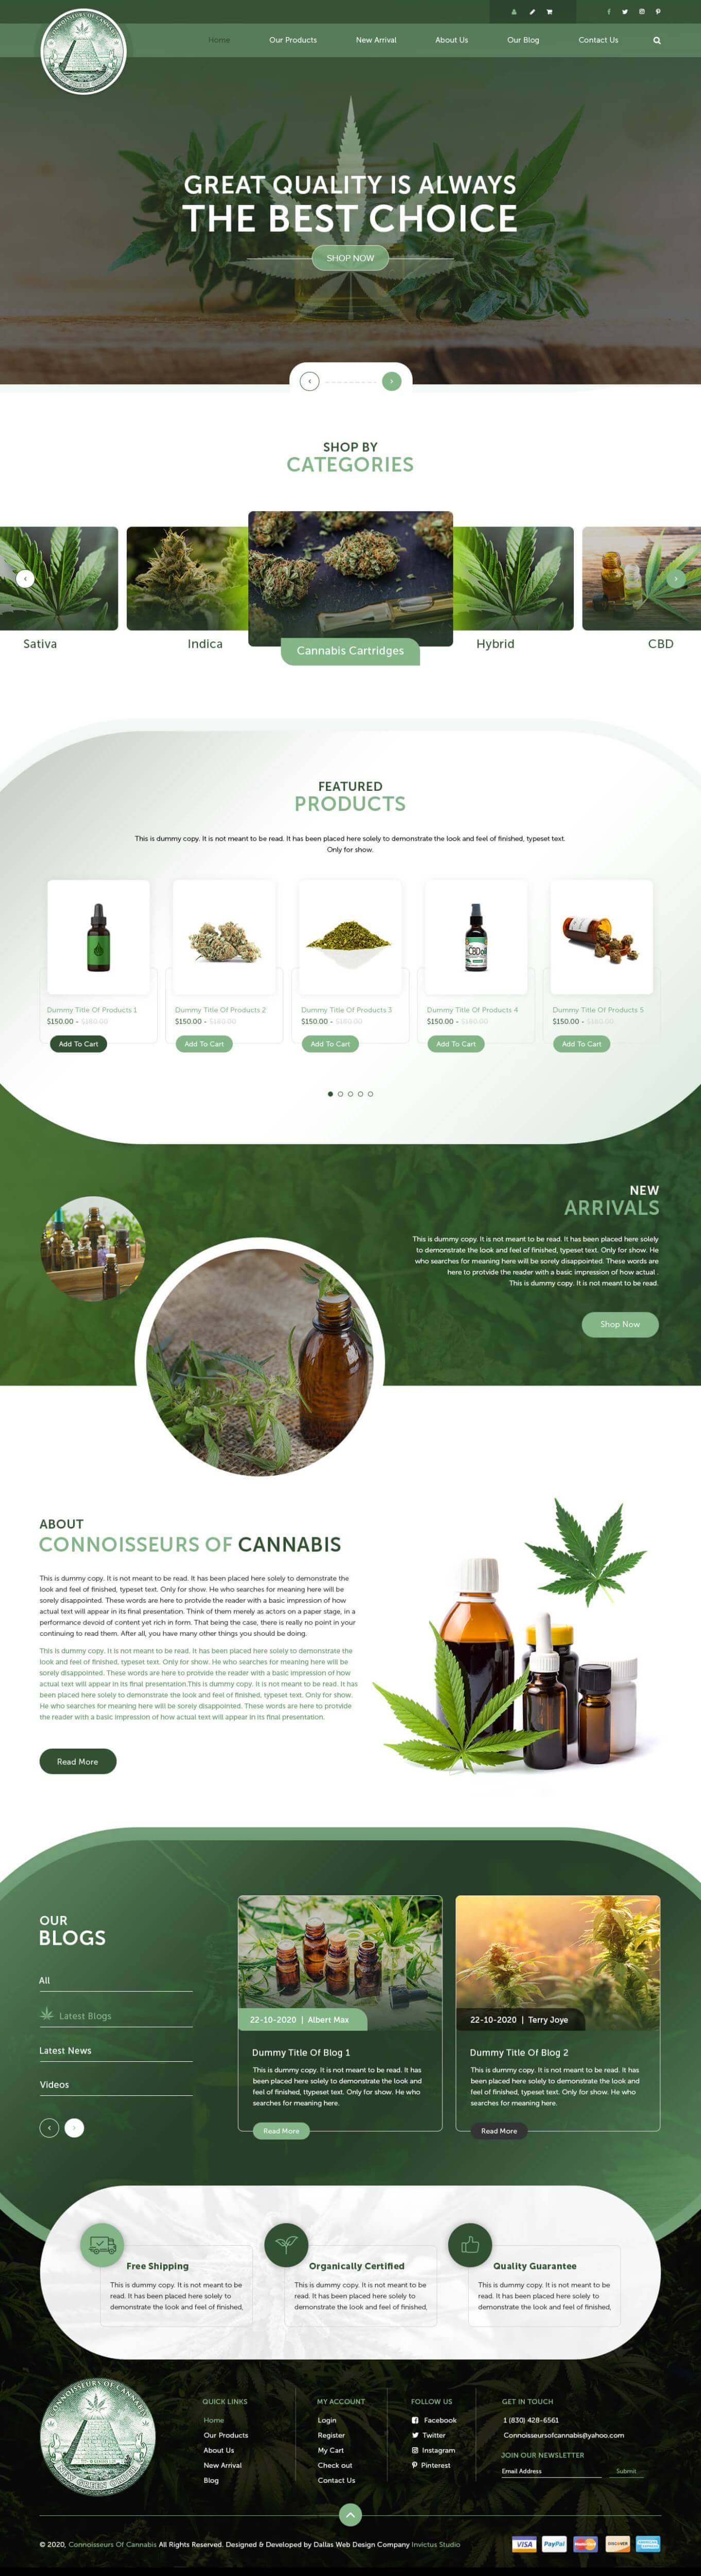 CONNOISSEURS OF CANNABIS
Home
Our Products
New Arrival
About Us
Our Blog
Contact Us
GREAT QUALITY IS ALWAYS
THE BEST CHOICE
SHOP NOW
SHOP BY
CATEGORIES
Sativa
Indica
Cannabis Cartridges
Hybrid
CBD
FEATURED
PRODUCTS
This is dummy copy. It is not meant to be read. It has been placed here solely to demonstrate the look and feel of finished, typeset text.
Only for show.
Dummy Title Of Products 1
$150.00 - $180.00
Add To Cart
Dummy Title Of Products 2
$150.00 - $180.00
Add To Cart
Dummy Title Of Products 3
$150.00 - $180.00
Add To Cart
+CBD oil
Dummy Title Of Products 4
$150.00 - $180.00
Add To Cart
Dummy Title Of Products 5
$150.00 - $180.00
Add To Cart
NEW
ARRIVALS
This is dummy copy. It is not meant to be read. It has been placed here solely
to demonstrate the look and feel of finished, typeset text. Only for show. He
who searches for meaning here will be sorely disappointed. These words are
here to protvide the reader with a basic impression of how actual .
This is dummy copy. It is not meant to be read.
Shop Now
ABOUT
CONNOISSEURS OF CANNABIS
This is dummy copy. It is not meant to be read. It has been placed here solely to demonstrate the
look and feel of finished, typeset text. Only for show. He who searches for meaning here will be
sorely disappointed. These words are here to protvide the reader with a basic impression of how
actual text will appear in its final presentation. Think of them merely as actors on a paper stage, in a
performance devoid of content yet rich in form. That being the case, there is really no point in your
continuing to read them. After all, you have many other things you should be doing.
This is dummy copy. It is not meant to be read. It has been placed here solely to demonstrate the
look and feel of finished, typeset text. Only for show. He who searches for meaning here will be
sorely disappointed. These words are here to protvide the reader with a basic impression of how
actual text will appear in its final presentation.This is dummy copy. It is not meant to be read. It has
been placed here solely to demonstrate the look and feel of finished, typeset text. Only for show.
He who searches for meaning here will be sorely disappointed. These words are here to protvide
the reader with a basic impression of how actual text will appear in its final presentation.
Read More
OUR
BLOGS
All
Latest Blogs
Latest News
Videos
22-10-2020 | Albert Max
Dummy Title Of Blog 1
This is dummy copy. It is not meant to be read. It has
been placed here solely to demonstrate the look and
feel of finished, ttypeset text. Only for show. He who
searches for meaning here.
Read More
22-10-2020 | Terry Joye
Dummy Title Of Blog 2
This is dummy copy. It is not meant to be read. It has
been placed here solely to demonstrate the look and
feel of finished, typeset text. Only for show. He who
searches for meaning here.
Read More
Free Shipping
This is dummy copy. It is not meant to be
read. It has been placed here solely to
demonstrate the look and feel of finished,
Organically Certified
This is dummy copy. It is not meant to be
read. It has been placed here solely to
demonstrate the look and feel of finished,
Quality Guarantee
This is dummy copy. It is not meant to be
read. It has been placed here solely to
demonstrate the look and feel of finished,
CONNOISSEURS OF CANNABIS
QUICK LINKS
Home
Our Products
About Us
New Arrival
Blog
MY ACCOUNT
Login
Register
My Cart
Check out
Contact Us
FOLLOW US
Facebook
Twitter
Instagram
Pinterest
GET IN TOUCH
1 (830) 428-6561
Connoisseursofcannabis@yahoo.com
JOIN OUR NEWSLETTER
Email Address
Submit
© 2020, Connoisseurs Of Cannabis All Rights Reserved. Designed & Developed by Dallas Web Design Company Invictus Studio
VISA
PayPal
DISCOVER